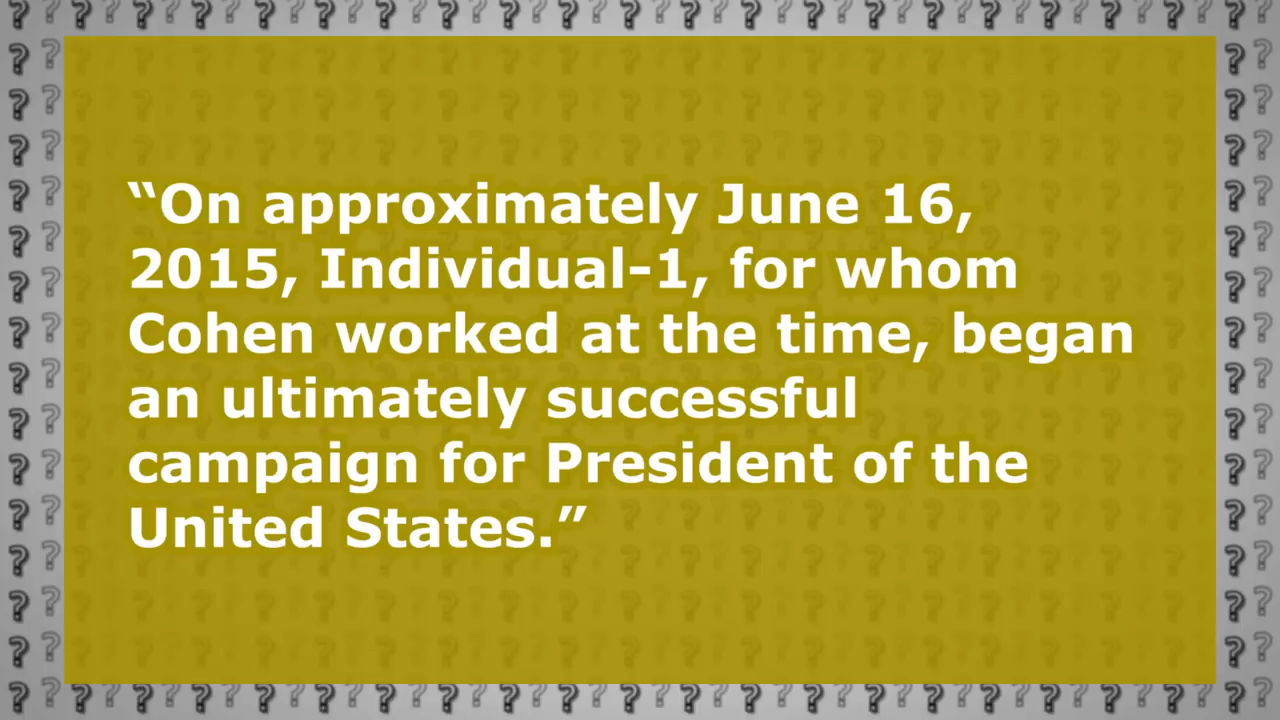 “On approximately June 16,
2015, Individual-1, for whom
Cohen worked at the time, began
an ultimately successful
campaign for President of the
United States.”